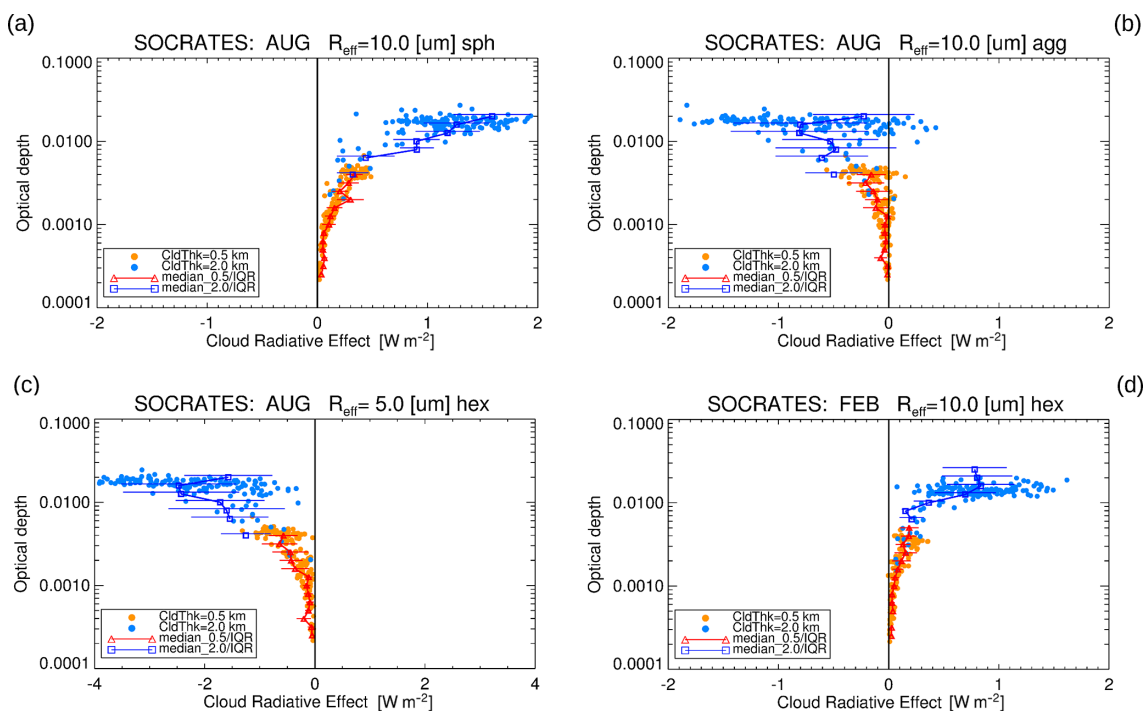 (a)
SOCRATES: AUG R_eff=10.0 [um] sph
0.1000
0.0100
0.0010
0.0001
Optical depth
CldThk=0.5 km
CldThk=2.0 km
median_0.5/IQR
median_2.0/IQR
-2 -1 0 1 2
Cloud Radiative Effect [W m⁻²]
(b)
SOCRATES: AUG R_eff=10.0 [um] agg
0.1000
0.0100
0.0010
0.0001
Optical depth
CldThk=0.5 km
CldThk=2.0 km
median_0.5/IQR
median_2.0/IQR
-2 -1 0 1 2
Cloud Radiative Effect [W m⁻²]
(c)
SOCRATES: AUG R_eff= 5.0 [um] hex
0.1000
0.0100
0.0010
0.0001
Optical depth
CldThk=0.5 km
CldThk=2.0 km
median_0.5/IQR
median_2.0/IQR
-4 -2 0 2 4
Cloud Radiative Effect [W m⁻²]
(d)
SOCRATES: FEB R_eff=10.0 [um] hex
0.1000
0.0100
0.0010
0.0001
Optical depth
CldThk=0.5 km
CldThk=2.0 km
median_0.5/IQR
median_2.0/IQR
-2 -1 0 1 2
Cloud Radiative Effect [W m⁻²]